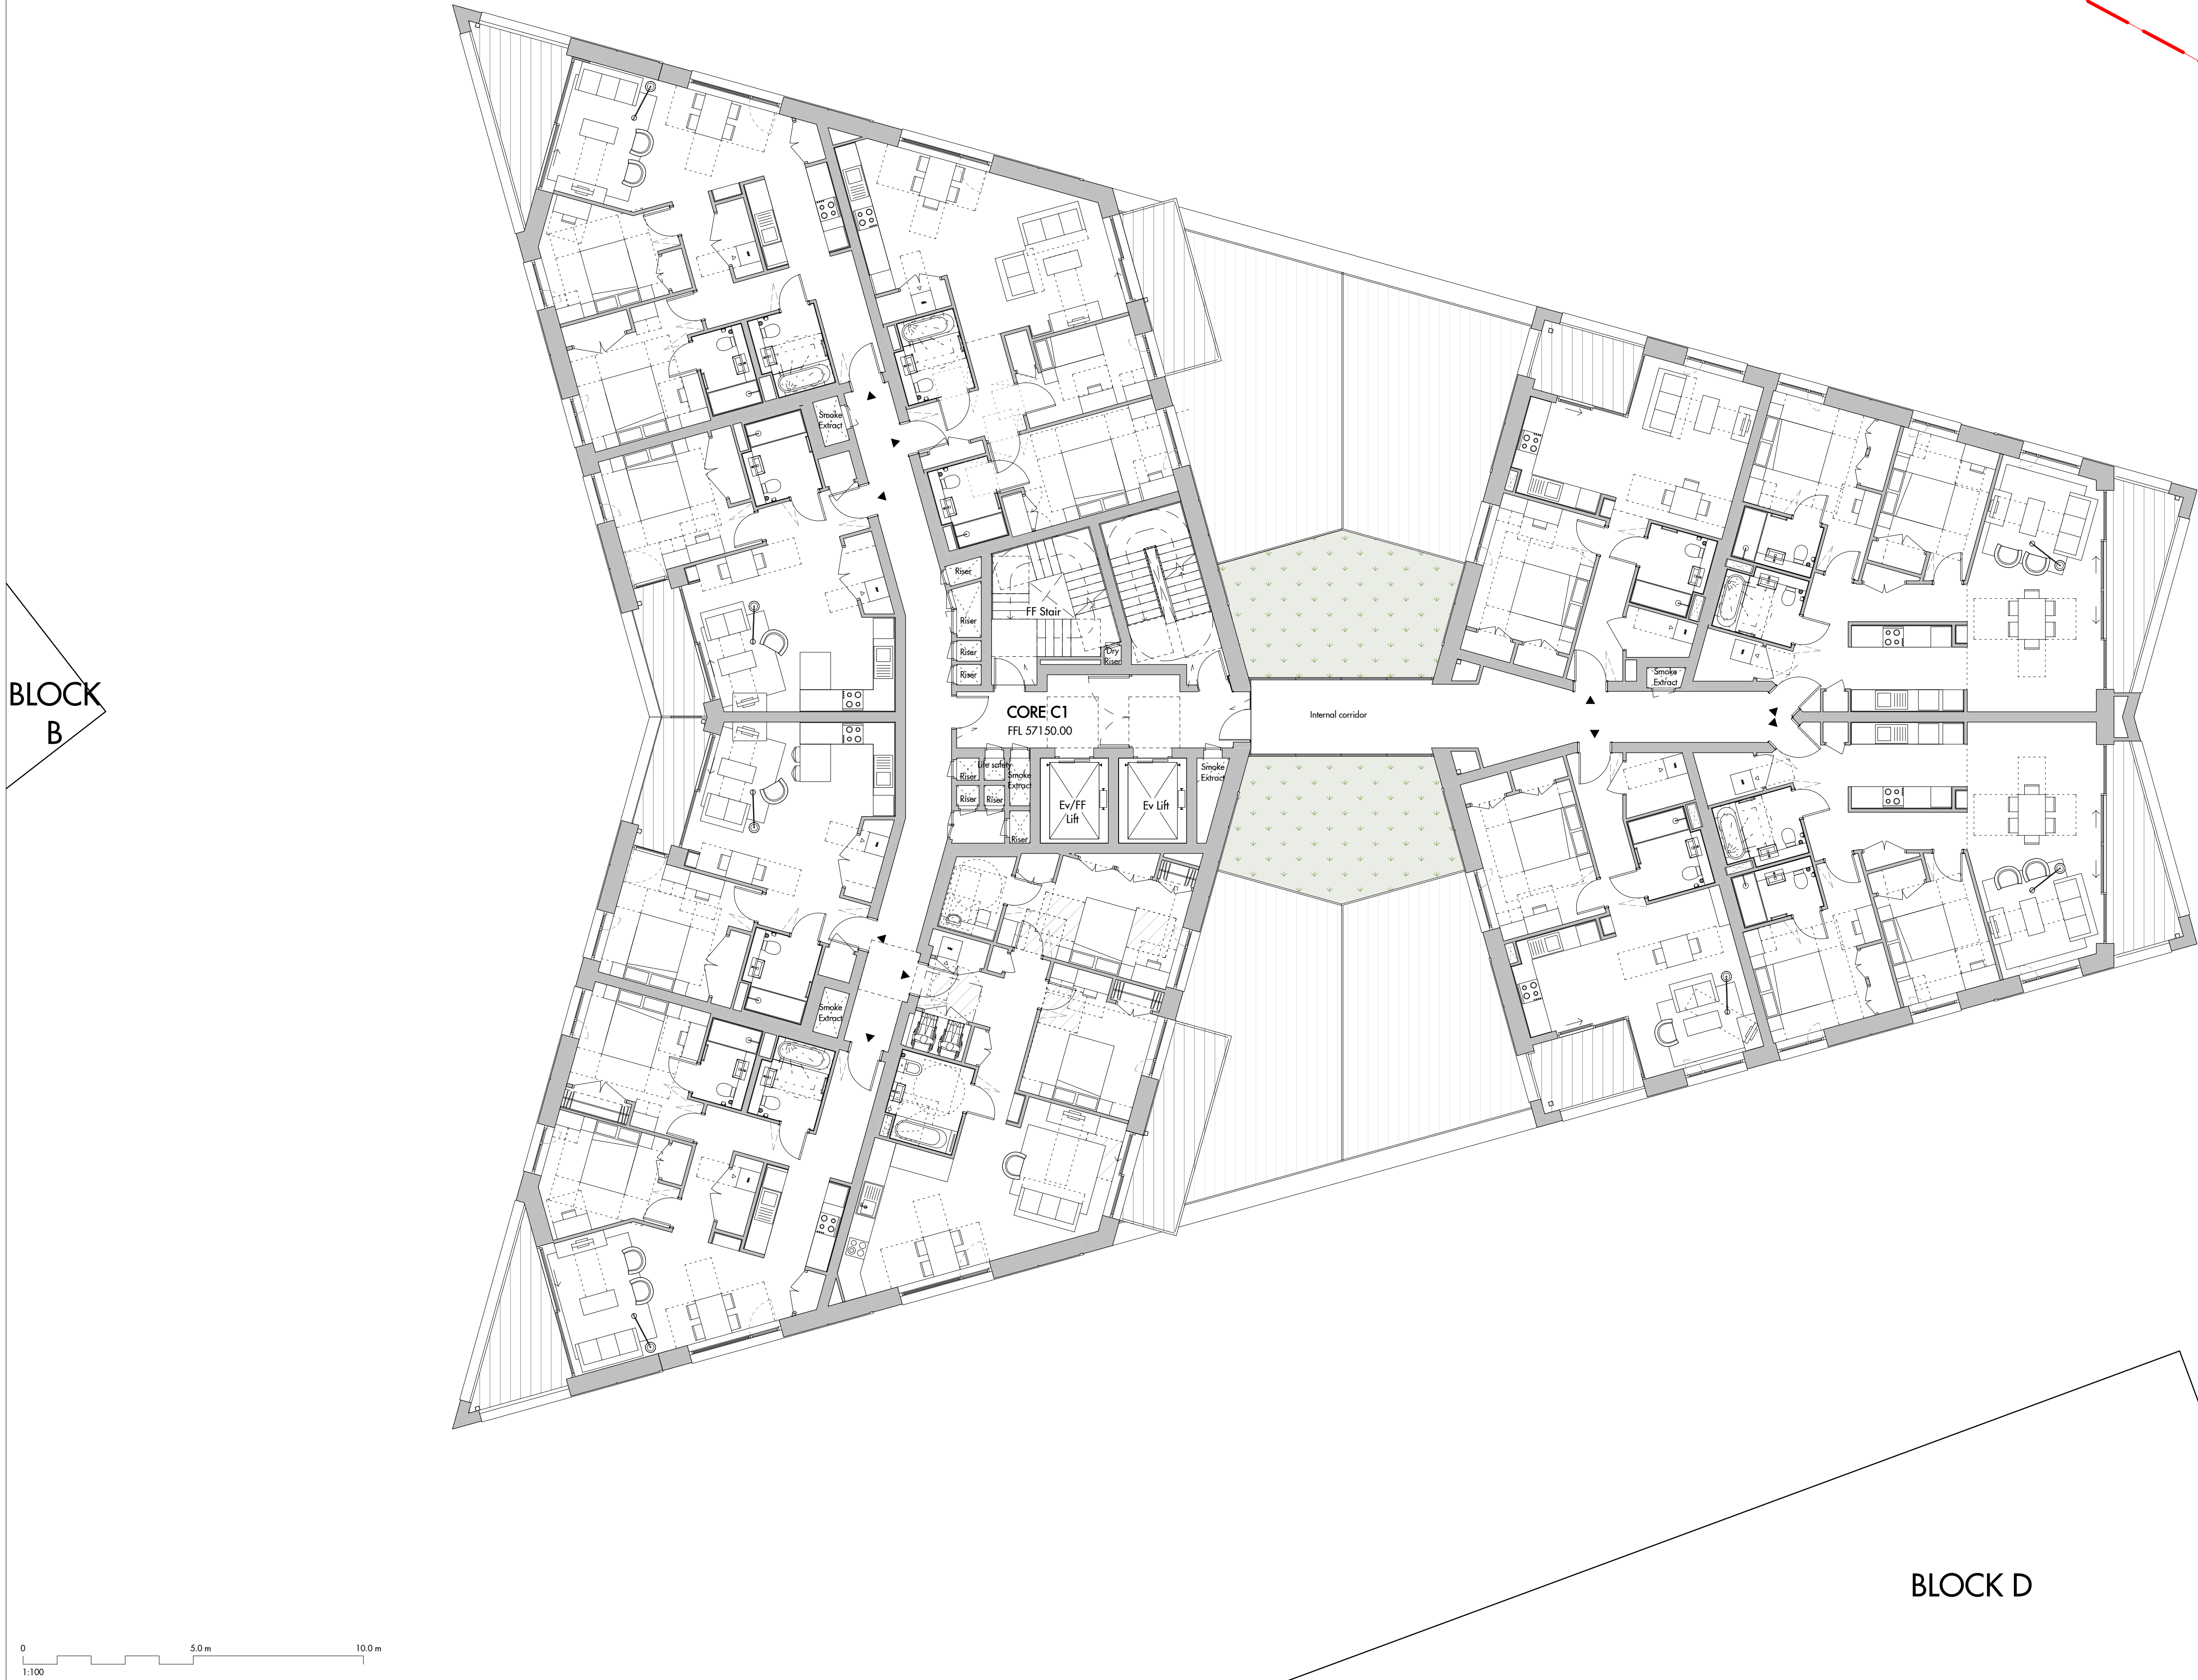 Smoke
Extract
Riser
Riser
FF Stair
Riser
Dry
Riser
Riser
Smoke
Extract
BLOCK
B
CORE C1
FFL 57150.00
Internal corridor
Riser
Life safety
Smoke
Extract
Smoke
Extract
Riser
Riser
Ev/FF
Lift
Ev Lift
Riser
Smoke
Extract
BLOCK D
0
5.0 m
10.0 m
1:100